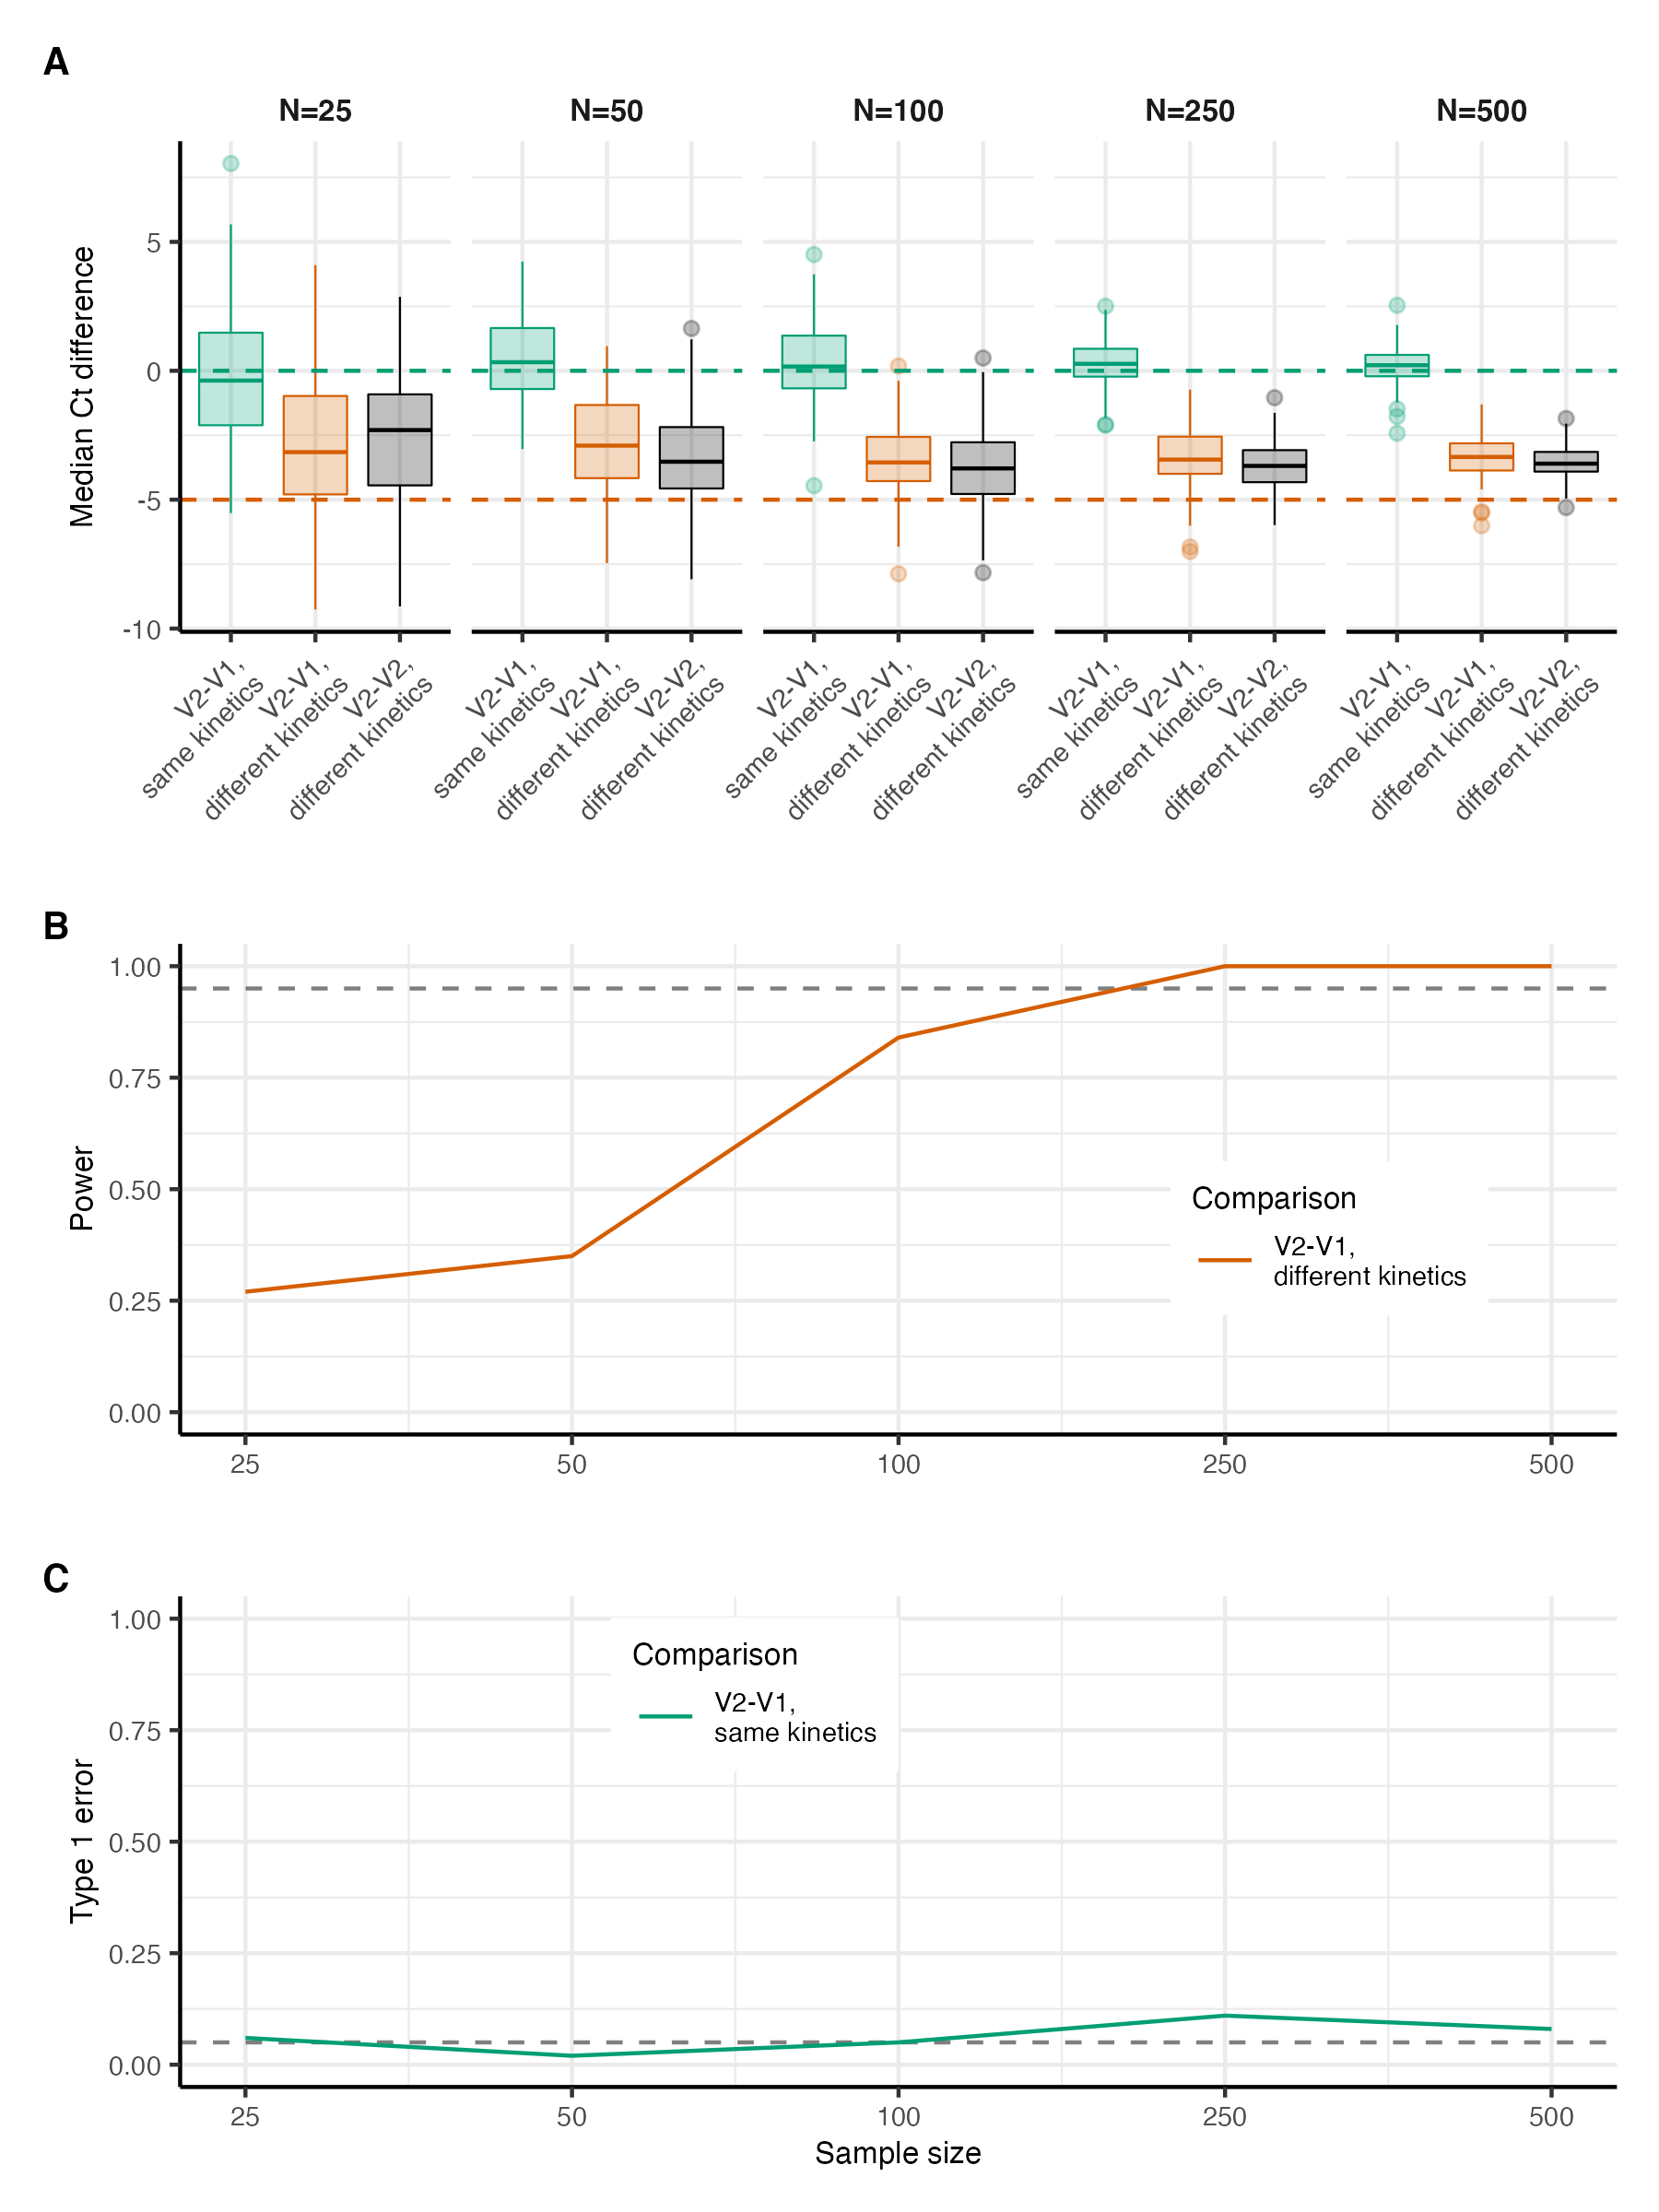 A
N=25
N=50
N=100
N=250
N=500
Median Ct difference
5
0
-5
-10
V2-V1,
same kinetics
V2-V1,
different kinetics
V2-V2,
different kinetics
V2-V1,
same kinetics
V2-V1,
different kinetics
V2-V2,
different kinetics
V2-V1,
same kinetics
V2-V1,
different kinetics
V2-V2,
different kinetics
V2-V1,
same kinetics
V2-V1,
different kinetics
V2-V2,
different kinetics
V2-V1,
same kinetics
V2-V1,
different kinetics
V2-V2,
different kinetics
B
Power
1.00
0.75
0.50
0.25
0.00
Comparison
V2-V1,
different kinetics
25
50
100
250
500
C
Type 1 error
1.00
0.75
0.50
0.25
0.00
Comparison
V2-V1,
same kinetics
25
50
100
250
500
Sample size